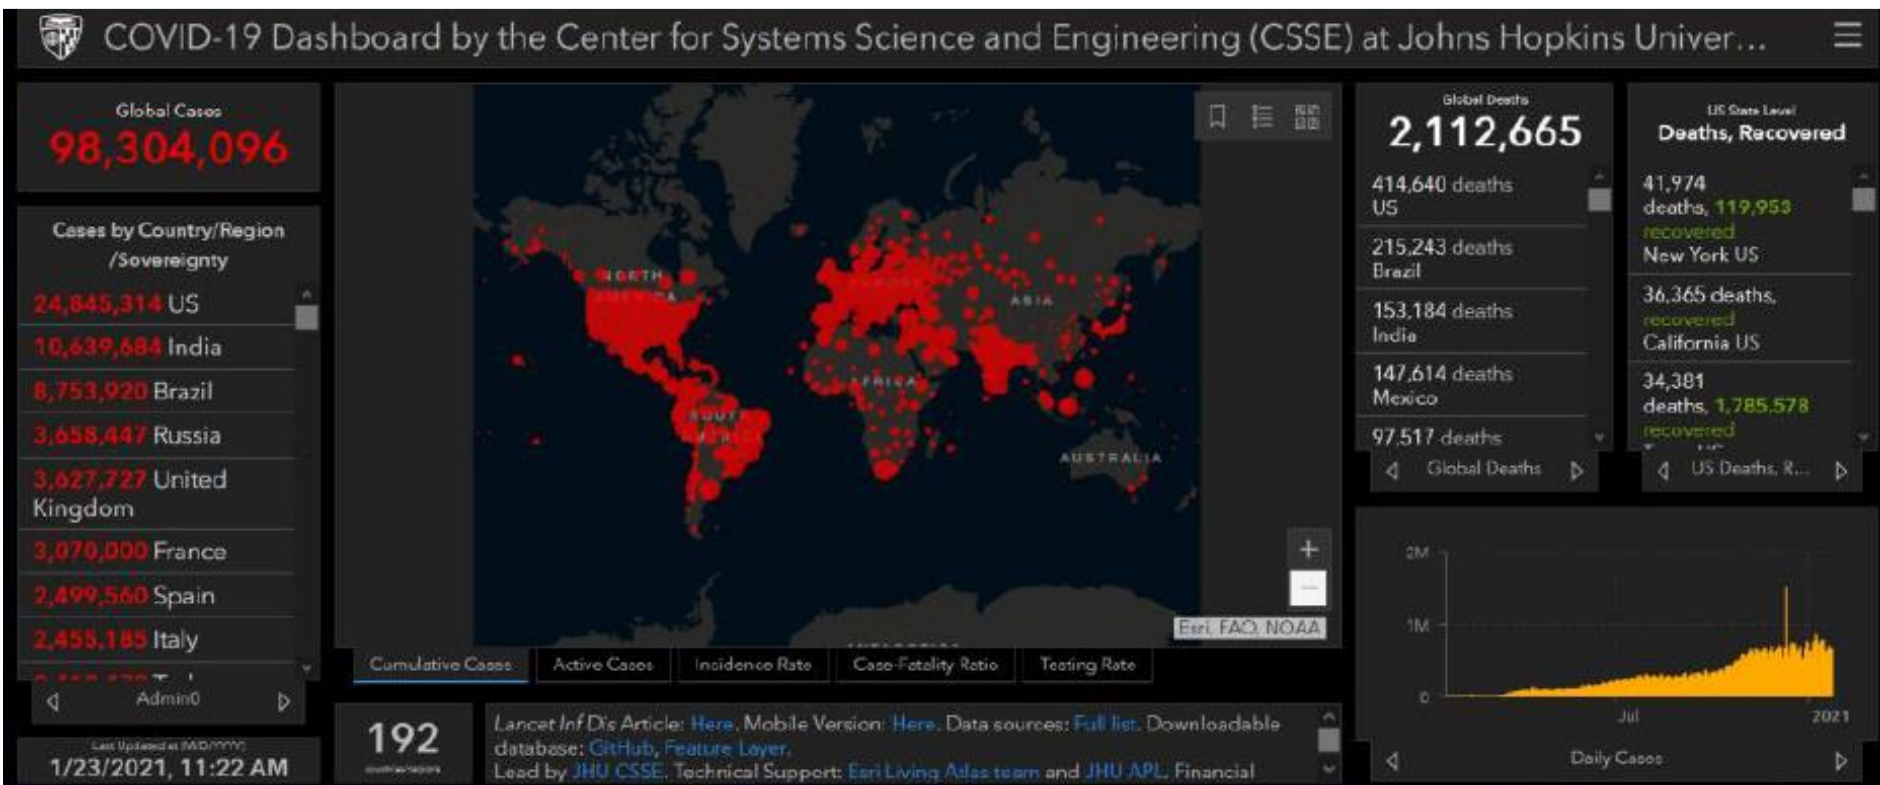 COVID-19 Dashboard by the Center for Systems Science and Engineering (CSSE) at Johns Hopkins Univer...
Global Cases
98,304,096
Cases by Country/Region
/Sovereignty
24,845,314 US
10,639,684 India
8,753,920 Brazil
3,658,447 Russia
3,627,727 United
Kingdom
3,070,000 France
2,499,560 Spain
2,455,185 Italy
Admin0
Last Updated at (M/D/YYYY)
1/23/2021, 11:22 AM
NORTH
AMERICA
SOUTH
AMERICA
EUROPE
AFRICA
ASIA
AUSTRALIA
Esri, FAO, NOAA
Cumulative Cases
Active Cases
Incidence Rate
Case-Fatality Ratio
Testing Rate
192
countries/regions
Lancet Inf Dis Article: Here. Mobile Version: Here. Data sources: Full list. Downloadable
database: GitHub, Feature Layer.
Lead by JHU CSSE. Technical Support: Esri Living Atlas team and JHU APL. Financial
Global Deaths
2,112,665
414,640 deaths
US
215,243 deaths
Brazil
153,184 deaths
India
147,614 deaths
Mexico
97,517 deaths
Global Deaths
US State Level
Deaths, Recovered
41,974
deaths, 119,953
recovered
New York US
36,365 deaths,
recovered
California US
34,381
deaths, 1,785,578
recovered
US Deaths, R...
2M
1M
0
Jul
2021
Daily Cases